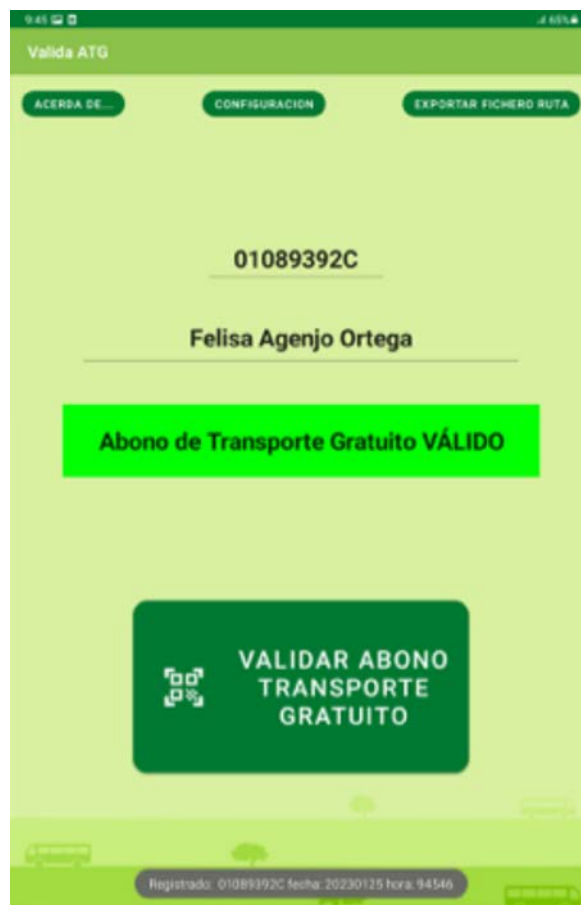 9:45
65%
Valida ATG
ACERDA DE...
CONFIGURACION
EXPORTAR FICHERO RUTA
01089392C
Felisa Agenjo Ortega
Abono de Transporte Gratuito VÁLIDO
VALIDAR ABONO
TRANSPORTE
GRATUITO
Registrado: 01089392C fecha: 20230125 hora: 94546